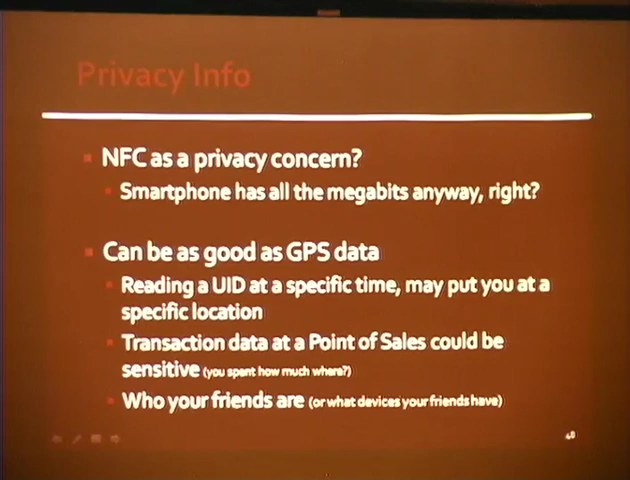 Privacy Info
NFC as a privacy concern?
Smartphone has all the megabits anyway, right?
Can be as good as GPS data
Reading a UID at a specific time, may put you at a
specific location
Transaction data at a Point of Sales could be
sensitive (you spent how much where?)
Who your friends are (or what devices your friends have)
48